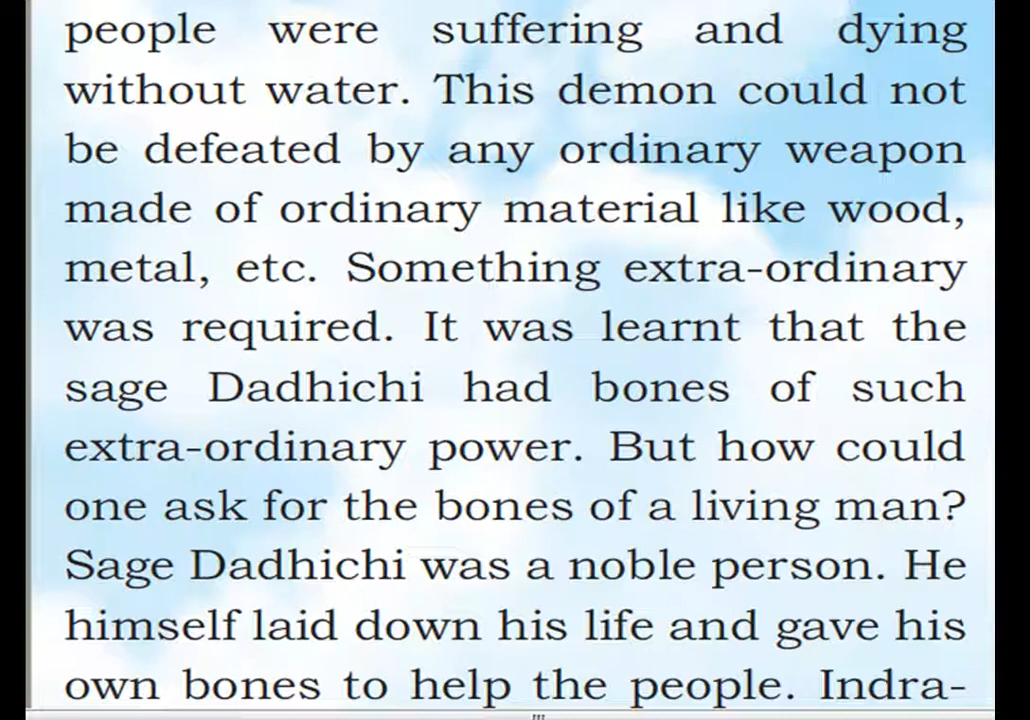 people were suffering and dying
without water. This demon could not
be defeated by any ordinary weapon
made of ordinary material like wood,
metal, etc. Something extra-ordinary
was required. It was learnt that the
sage Dadhichi had bones of such
extra-ordinary power. But how could
one ask for the bones of a living man?
Sage Dadhichi was a noble person. He
himself laid down his life and gave his
own bones to help the people. Indra-